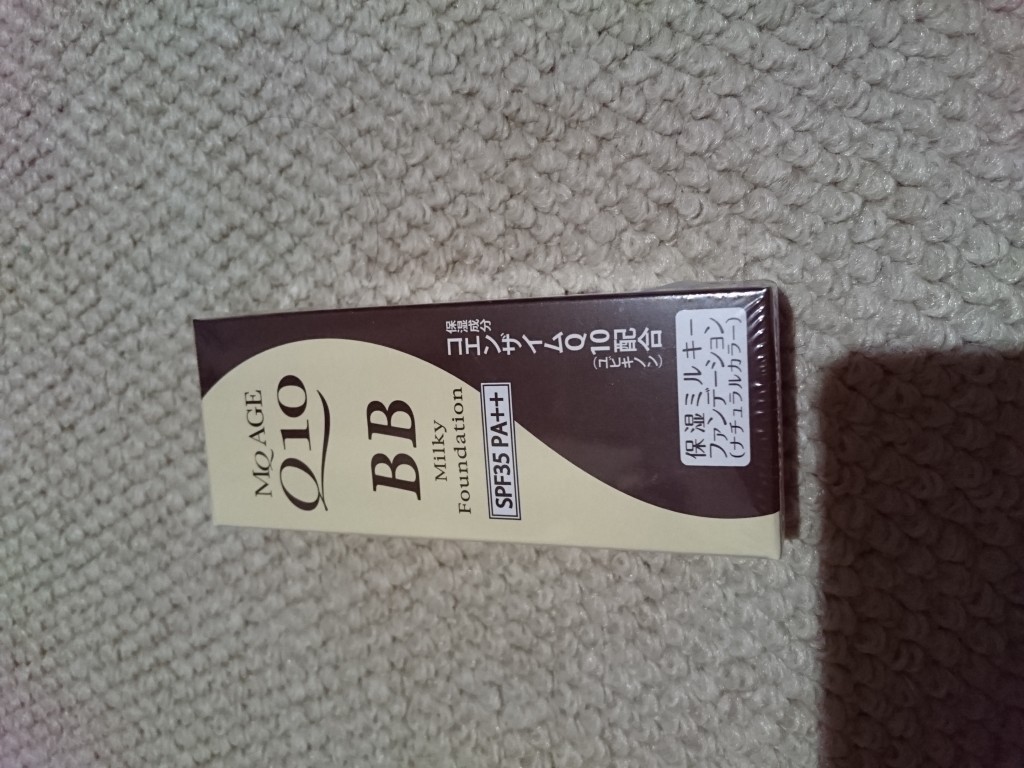 MQ AGE
Q10
BB
Milky
Foundation
SPF35 PA++
保湿成分
コエンザイムQ10配合
(ユビキノン)
保湿ミルキー
ファンデーション
(ナチュラルカラー)